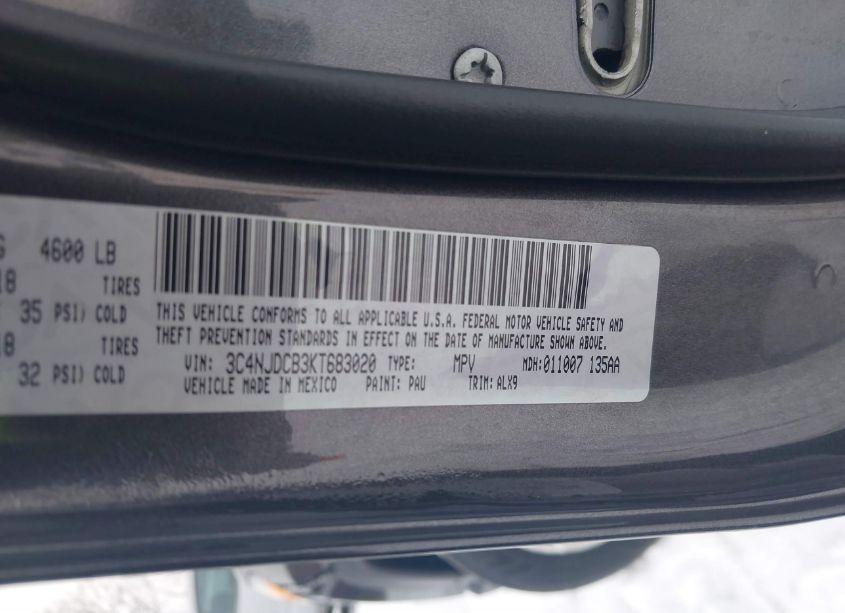 4600 LB
18 TIRES
35 PSI) COLD
18 TIRES
32 PSI) COLD
THIS VEHICLE CONFORMS TO ALL APPLICABLE U.S.A. FEDERAL MOTOR VEHICLE SAFETY AND
THEFT PREVENTION STANDARDS IN EFFECT ON THE DATE OF MANUFACTURE SHOWN ABOVE.
VIN: 3C4NJDCB3KT683020 TYPE: MPV MDH:011007 135AA
VEHICLE MADE IN MEXICO PAINT: PAU TRIM: ALX9